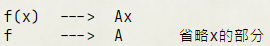 f(x)  --->  Ax
f     --->  A     省略x的部分